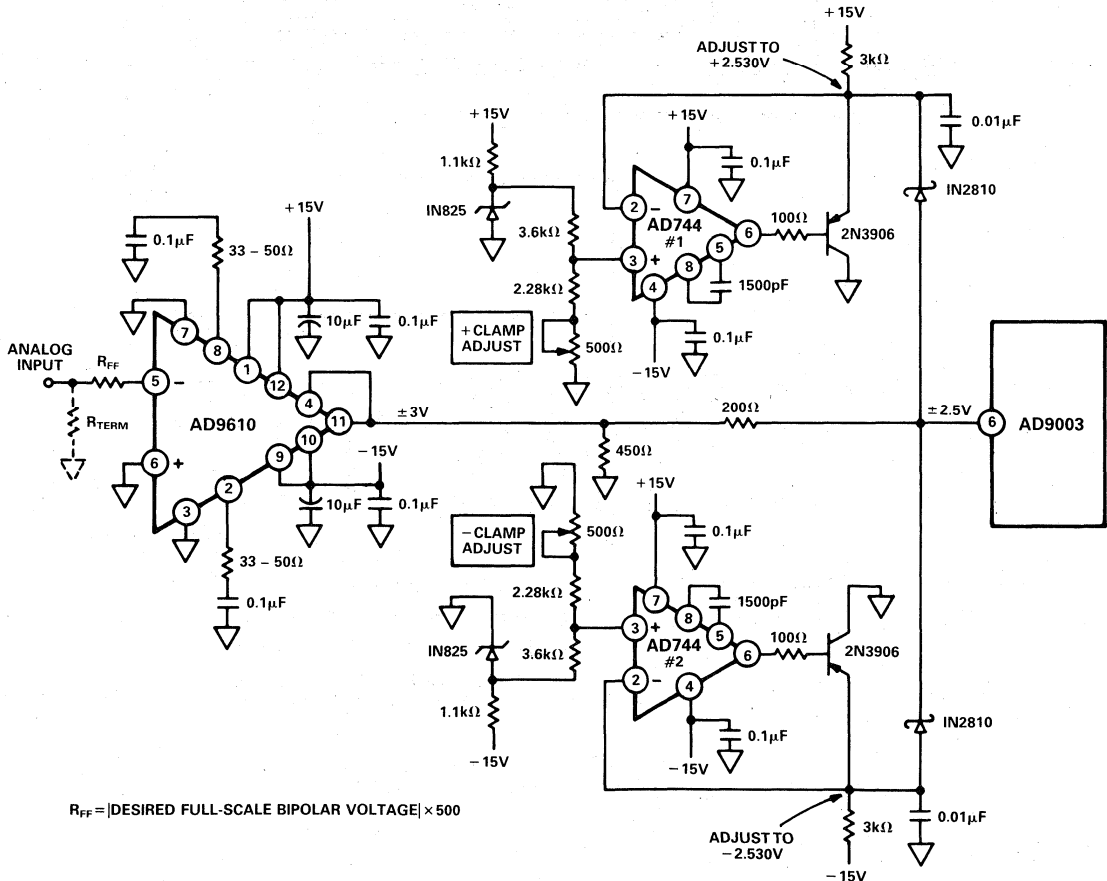 +15V
ADJUST TO
+2.530V
3kΩ
0.01μF
+15V
+15V
1.1kΩ
0.1μF
IN2810
IN825
7
2
−
AD744
#1
100Ω
2N3906
3.6kΩ
6
5
3
+
8
4
1500pF
2.28kΩ
+CLAMP
ADJUST
500Ω
0.1μF
−15V
+15V
0.1μF
33 – 50Ω
10μF
0.1μF
7
8
1
12
4
11
ANALOG
INPUT
RFF
5
−
RTERM
AD9610
±3V
200Ω
±2.5V
6
AD9003
6
+
10
9
2
3
−15V
10μF
0.1μF
450Ω
33 – 50Ω
0.1μF
+15V
−CLAMP
ADJUST
500Ω
0.1μF
2.28kΩ
7
8
1500pF
5
3
+
AD744
#2
6
100Ω
2N3906
IN825
3.6kΩ
2
−
4
1.1kΩ
−15V
0.1μF
−15V
IN2810
RFF=|DESIRED FULL-SCALE BIPOLAR VOLTAGE|×500
ADJUST TO
−2.530V
3kΩ
0.01μF
−15V